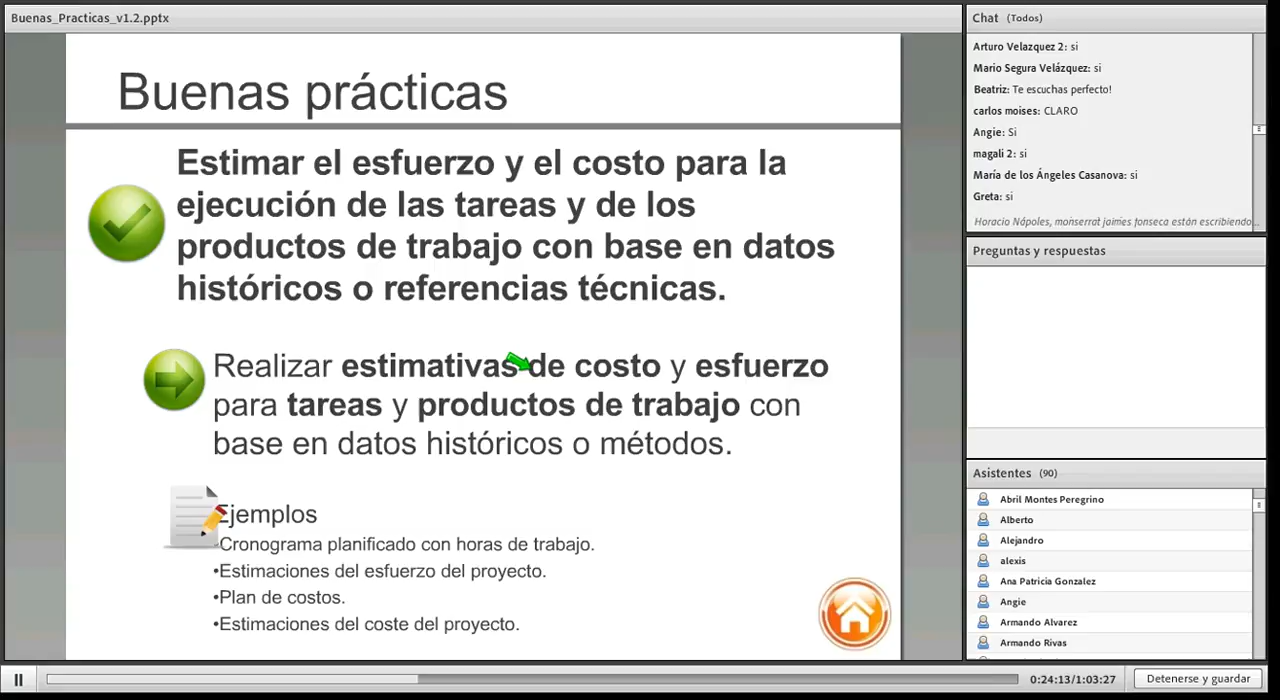 Buenas_Practicas_v1.2.pptx
Buenas prácticas
Estimar el esfuerzo y el costo para la
ejecución de las tareas y de los
productos de trabajo con base en datos
históricos o referencias técnicas.
Realizar estimativas de costo y esfuerzo
para tareas y productos de trabajo con
base en datos históricos o métodos.
Ejemplos
•Cronograma planificado con horas de trabajo.
•Estimaciones del esfuerzo del proyecto.
•Plan de costos.
•Estimaciones del coste del proyecto.
Chat (Todos)
Arturo Velazquez 2: si
Mario Segura Velázquez: si
Beatriz: Te escuchas perfecto!
carlos moises: CLARO
Angie: Si
magali 2: si
María de los Ángeles Casanova: si
Greta: si
Horacio Nápoles, monserrat jaimes fonseca están escribiendo...
Preguntas y respuestas
Asistentes (90)
Abril Montes Peregrino
Alberto
Alejandro
alexis
Ana Patricia Gonzalez
Angie
Armando Alvarez
Armando Rivas
0:24:13/1:03:27
Detenerse y guardar